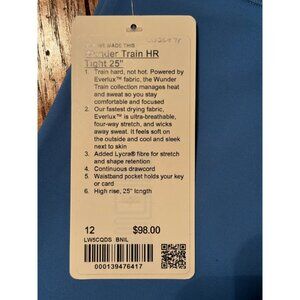 MADE THIS
Wunder Train HR
Tight 25"
1. Train hard, not hot. Powered by
Everlux™ fabric, the Wunder
Train collection manages heat
and sweat so you stay
comfortable and focused
2. Our fastest drying fabric,
Everlux™ is ultra-breathable,
four-way stretch, and wicks
away sweat. It feels soft on
the outside and cool and sleek
next to skin
3. Added Lycra® fibre for stretch
and shape retention
4. Continuous drawcord
5. Waistband pocket holds your key
or card
6. High rise, 25" length
12 $98.00
LW5CQDS BNIL
000139476417